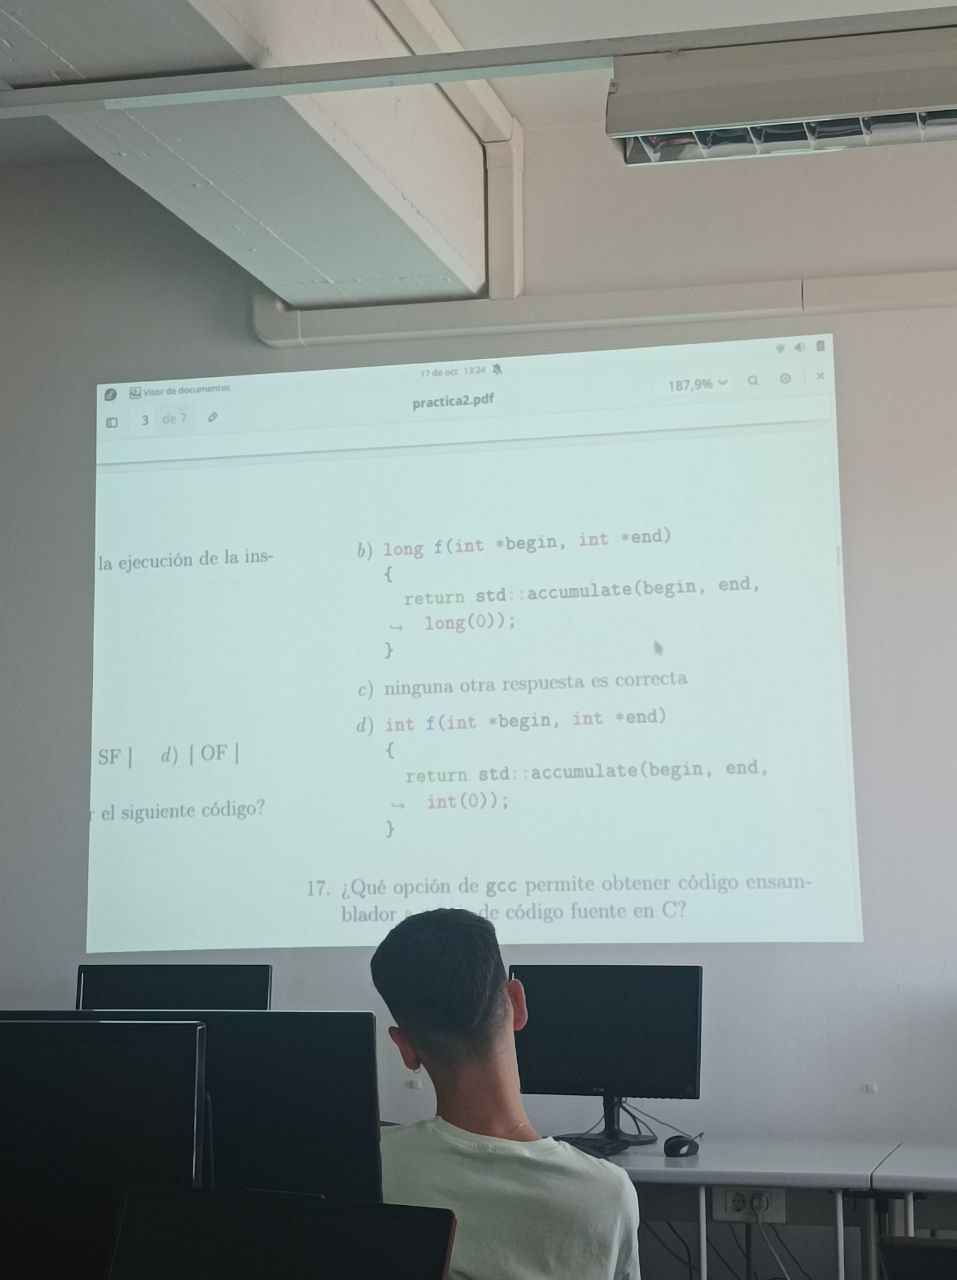 17 de oct 13:24
Visor de documentos
187,9%
practica2.pdf
3 de 7
la ejecución de la ins-
SF | d) | OF |
el siguiente código?
b) long f(int *begin, int *end)
{
return std::accumulate(begin, end,
↪ long(0));
}
c) ninguna otra respuesta es correcta
d) int f(int *begin, int *end)
{
return std::accumulate(begin, end,
↪ int(0));
}
17. ¿Qué opción de gcc permite obtener código ensam-
blador de código fuente en C?